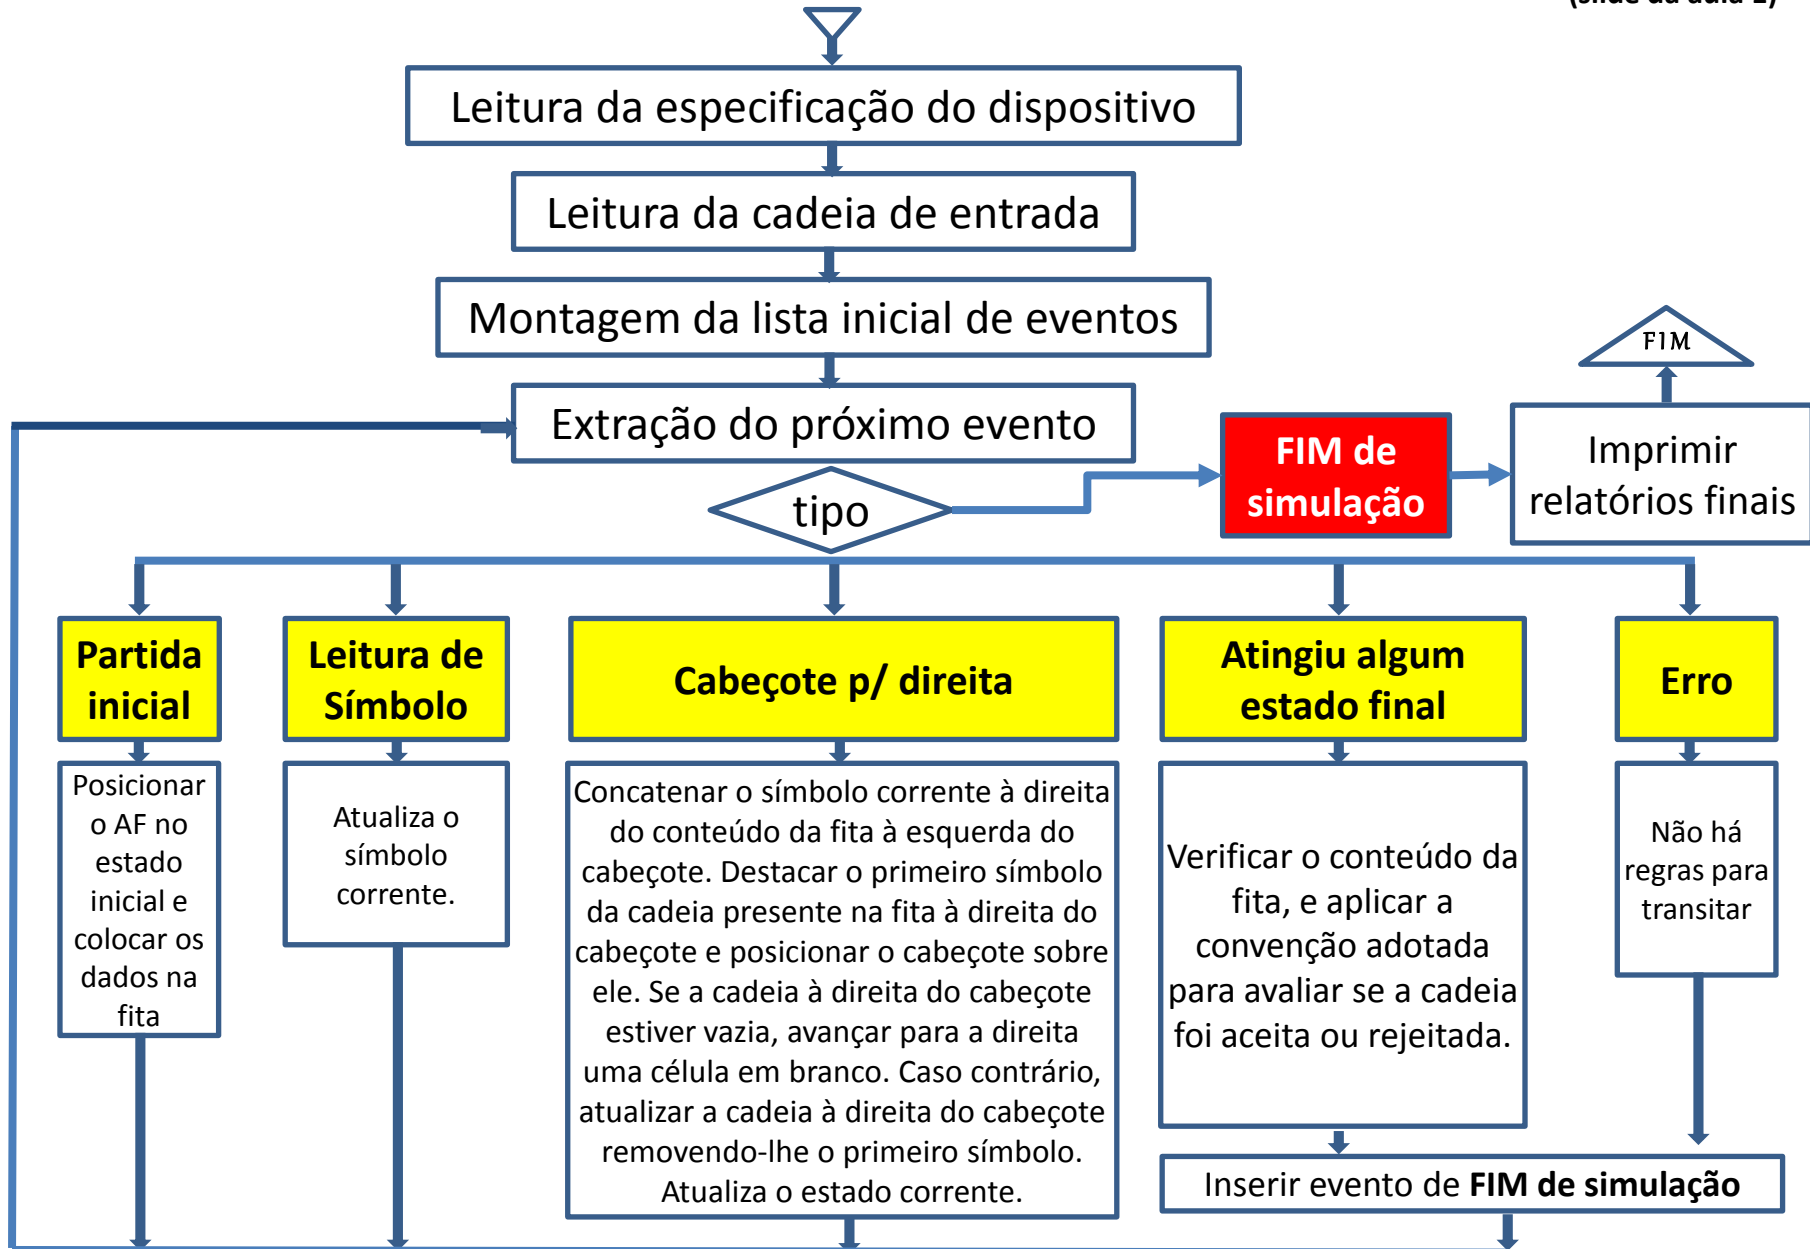 Leitura da especificação do dispositivo
Leitura da cadeia de entrada
Montagem da lista inicial de eventos
FIM
Extração do próximo evento
FIM de
simulação
Imprimir
relatórios finais
tipo
Partida
inicial
Leitura de
Símbolo
Cabeçote p/ direita
Atingiu algum
estado final
Erro
Posicionar
o AF no
estado
inicial e
colocar os
dados na
fita
Atualiza o
símbolo
corrente.
Concatenar o símbolo corrente à direita
do conteúdo da fita à esquerda do
cabeçote. Destacar o primeiro símbolo
da cadeia presente na fita à direita do
cabeçote e posicionar o cabeçote sobre
ele. Se a cadeia à direita do cabeçote
estiver vazia, avançar para a direita
uma célula em branco. Caso contrário,
atualizar a cadeia à direita do cabeçote
removendo-lhe o primeiro símbolo.
Atualiza o estado corrente.
Verificar o conteúdo da
fita, e aplicar a
convenção adotada
para avaliar se a cadeia
foi aceita ou rejeitada.
Não há
regras para
transitar
Inserir evento de FIM de simulação